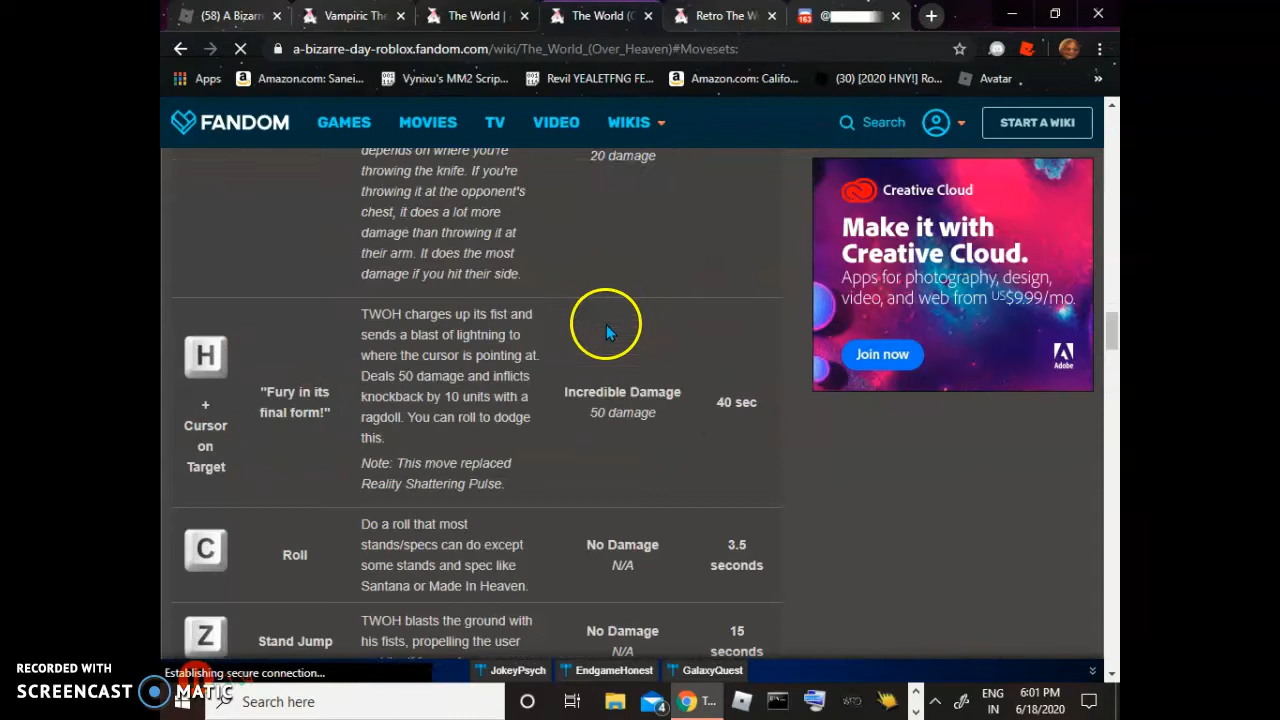 (58) A Bizarr
Vampiric The
The World |
The World (C
Retro The W
163 @
a-bizarre-day-roblox.fandom.com/wiki/The_World_(Over_Heaven)#Movesets:
Apps
Amazon.com: Sanei...
Vynixu's MM2 Scrip...
Revil YEALETFNG FE...
Amazon.com: Califo...
(30) [2020 HNY!] Ro...
Avatar
»
FANDOM
GAMES
MOVIES
TV
VIDEO
WIKIS
Search
START A WIKI
depends on where you're
throwing the knife. If you're
throwing it at the opponent's
chest, it does a lot more
damage than throwing it at
their arm. It does the most
damage if you hit their side.
20 damage
H
+
Cursor
on
Target
"Fury in its
final form!"
TWOH charges up its fist and
sends a blast of lightning to
where the cursor is pointing at.
Deals 50 damage and inflicts
knockback by 10 units with a
ragdoll. You can roll to dodge
this.
Note: This move replaced
Reality Shattering Pulse.
Incredible Damage
50 damage
40 sec
C
Roll
Do a roll that most
stands/specs can do except
some stands and spec like
Santana or Made In Heaven.
No Damage
N/A
3.5
seconds
Z
Stand Jump
TWOH blasts the ground with
his fists, propelling the user
No Damage
N/A
15
seconds
Creative Cloud
Make it with
Creative Cloud.
Apps for photography, design,
video, and web from US$9.99/mo.
Join now
Adobe
Establishing secure connection...
JokeyPsych
EndgameHonest
GalaxyQuest
RECORDED WITH
SCREENCAST MATIC
Search here
4
T...
ENG
IN
6:01 PM
6/18/2020